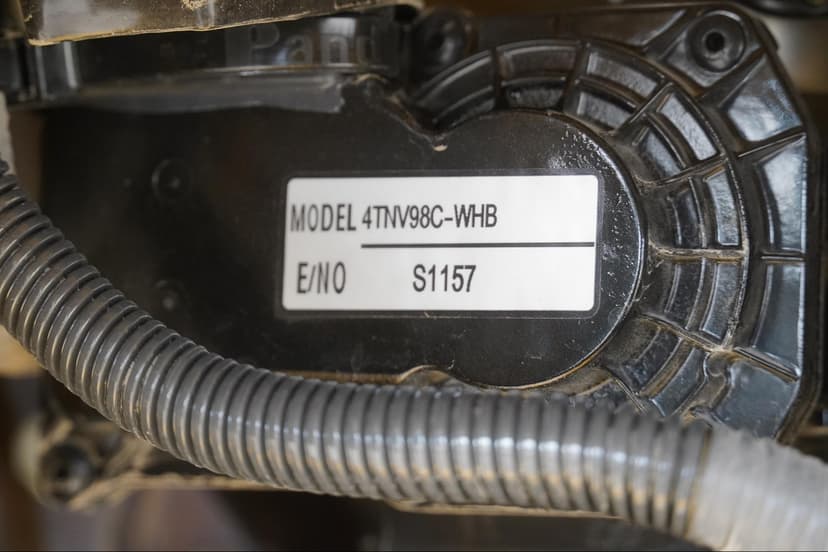 MODEL 4TNV98C-WHB
E/NO S1157